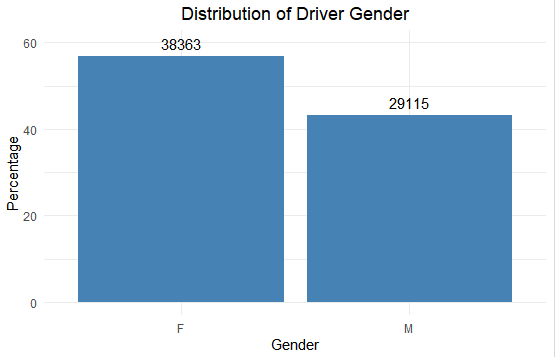 Distribution of Driver Gender
38363
29115
60
40
20
0
Percentage
F
M
Gender